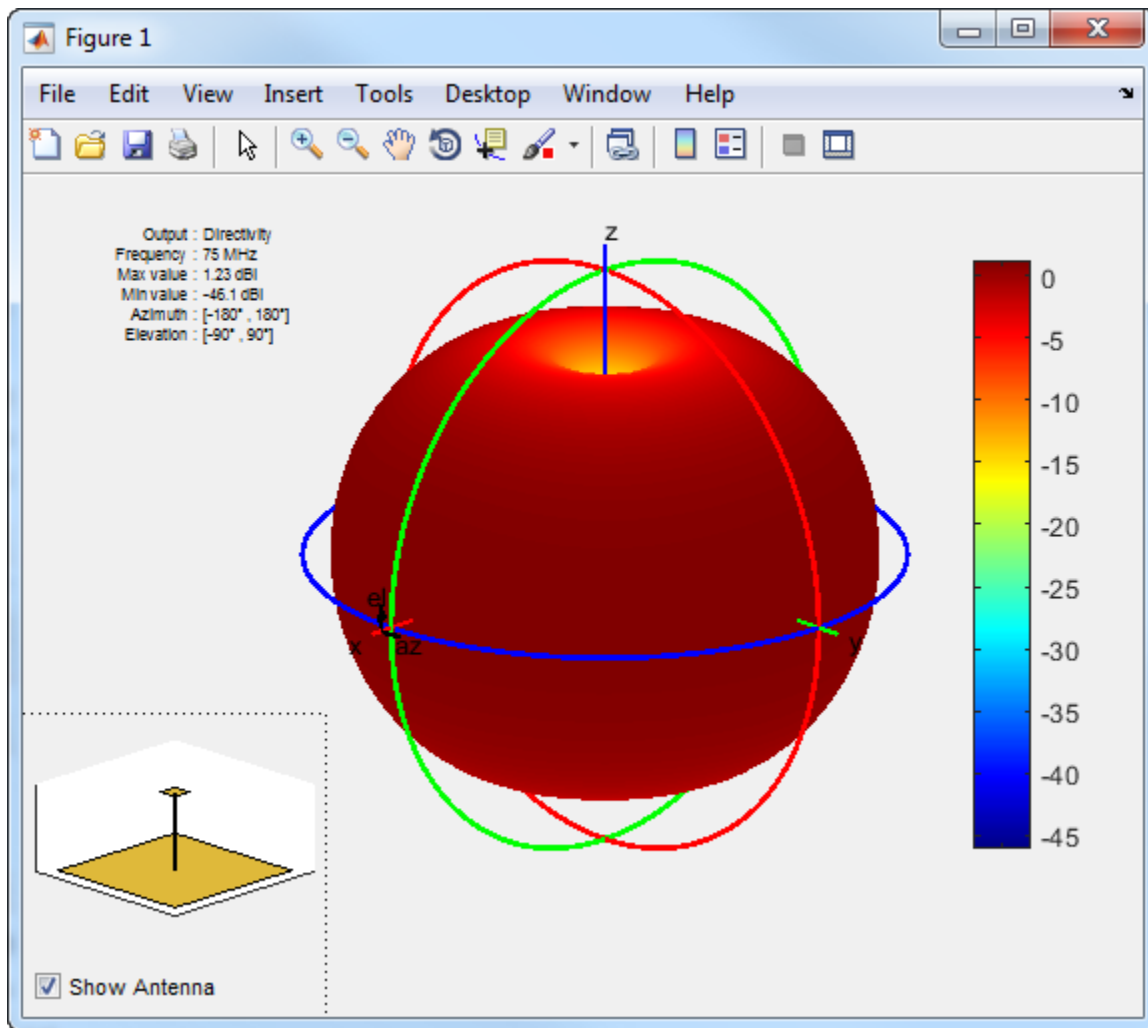 Figure 1
File Edit View Insert Tools Desktop Window Help
Output : Directivity
Frequency : 75 MHz
Max value : 1.23 dBi
Min value : -46.1 dBi
Azimuth : [-180° , 180°]
Elevation : [-90° , 90°]
z
el
x az
y
0
-5
-10
-15
-20
-25
-30
-35
-40
-45
Show Antenna